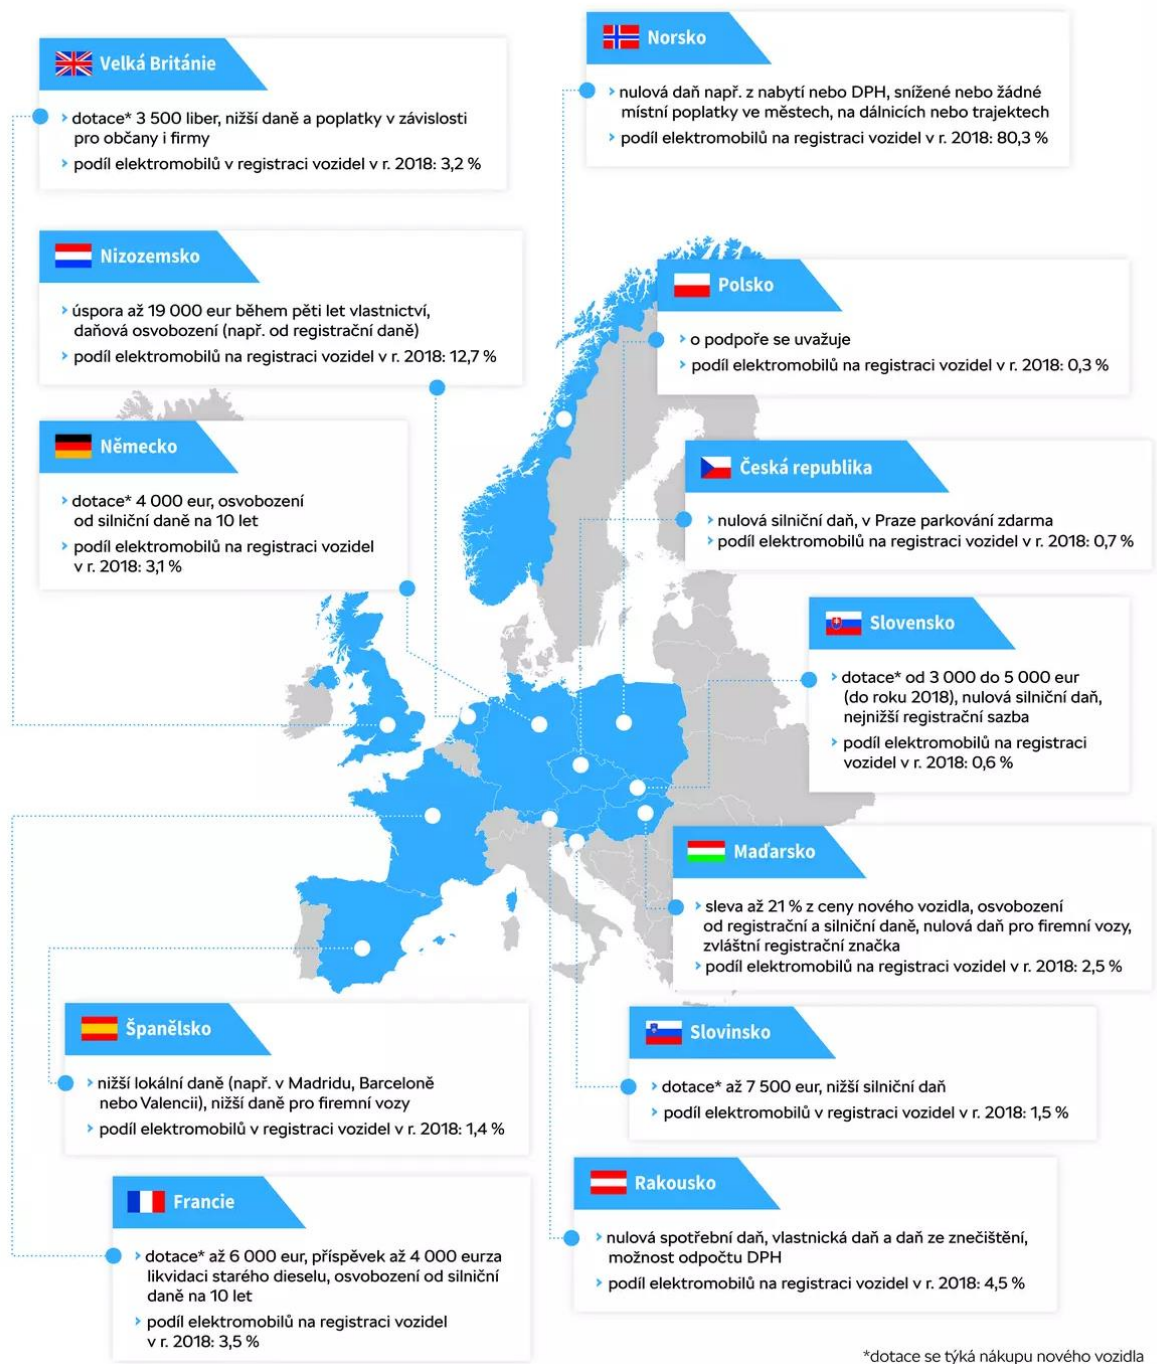 Velká Británie
› dotace* 3 500 liber, nižší daně a poplatky v závislosti
pro občany i firmy
› podíl elektromobilů v registraci vozidel v r. 2018: 3,2 %
Norsko
› nulová daň např. z nabytí nebo DPH, snížené nebo žádné
místní poplatky ve městech, na dálnicích nebo trajektech
› podíl elektromobilů na registraci vozidel v r. 2018: 80,3 %
Nizozemsko
› úspora až 19 000 eur během pěti let vlastnictví,
daňová osvobození (např. od registrační daně)
› podíl elektromobilů na registraci vozidel v r. 2018: 12,7 %
Polsko
› o podpoře se uvažuje
› podíl elektromobilů na registraci vozidel v r. 2018: 0,3 %
Německo
› dotace* 4 000 eur, osvobození
od silniční daně na 10 let
› podíl elektromobilů na registraci vozidel
v r. 2018: 3,1 %
Česká republika
› nulová silniční daň, v Praze parkování zdarma
› podíl elektromobilů na registraci vozidel v r. 2018: 0,7 %
Slovensko
› dotace* od 3 000 do 5 000 eur
(do roku 2018), nulová silniční daň,
nejnižší registrační sazba
› podíl elektromobilů na registraci
vozidel v r. 2018: 0,6 %
Maďarsko
› sleva až 21 % z ceny nového vozidla, osvobození
od registrační a silniční daně, nulová daň pro firemní vozy,
zvláštní registrační značka
› podíl elektromobilů na registraci vozidel v r. 2018: 2,5 %
Španělsko
› nižší lokální daně (např. v Madridu, Barceloně
nebo Valencii), nižší daně pro firemní vozy
› podíl elektromobilů v registraci vozidel v r. 2018: 1,4 %
Slovinsko
› dotace* až 7 500 eur, nižší silniční daň
› podíl elektromobilů v registraci vozidel v r. 2018: 1,5 %
Francie
› dotace* až 6 000 eur, příspěvek až 4 000 eurza
likvidaci starého dieselu, osvobození od silniční
daně na 10 let
› podíl elektromobilů na registraci vozidel
v r. 2018: 3,5 %
Rakousko
› nulová spotřební daň, vlastnická daň a daň ze znečištění,
možnost odpočtu DPH
› podíl elektromobilů na registraci vozidel v r. 2018: 4,5 %
*dotace se týká nákupu nového vozidla